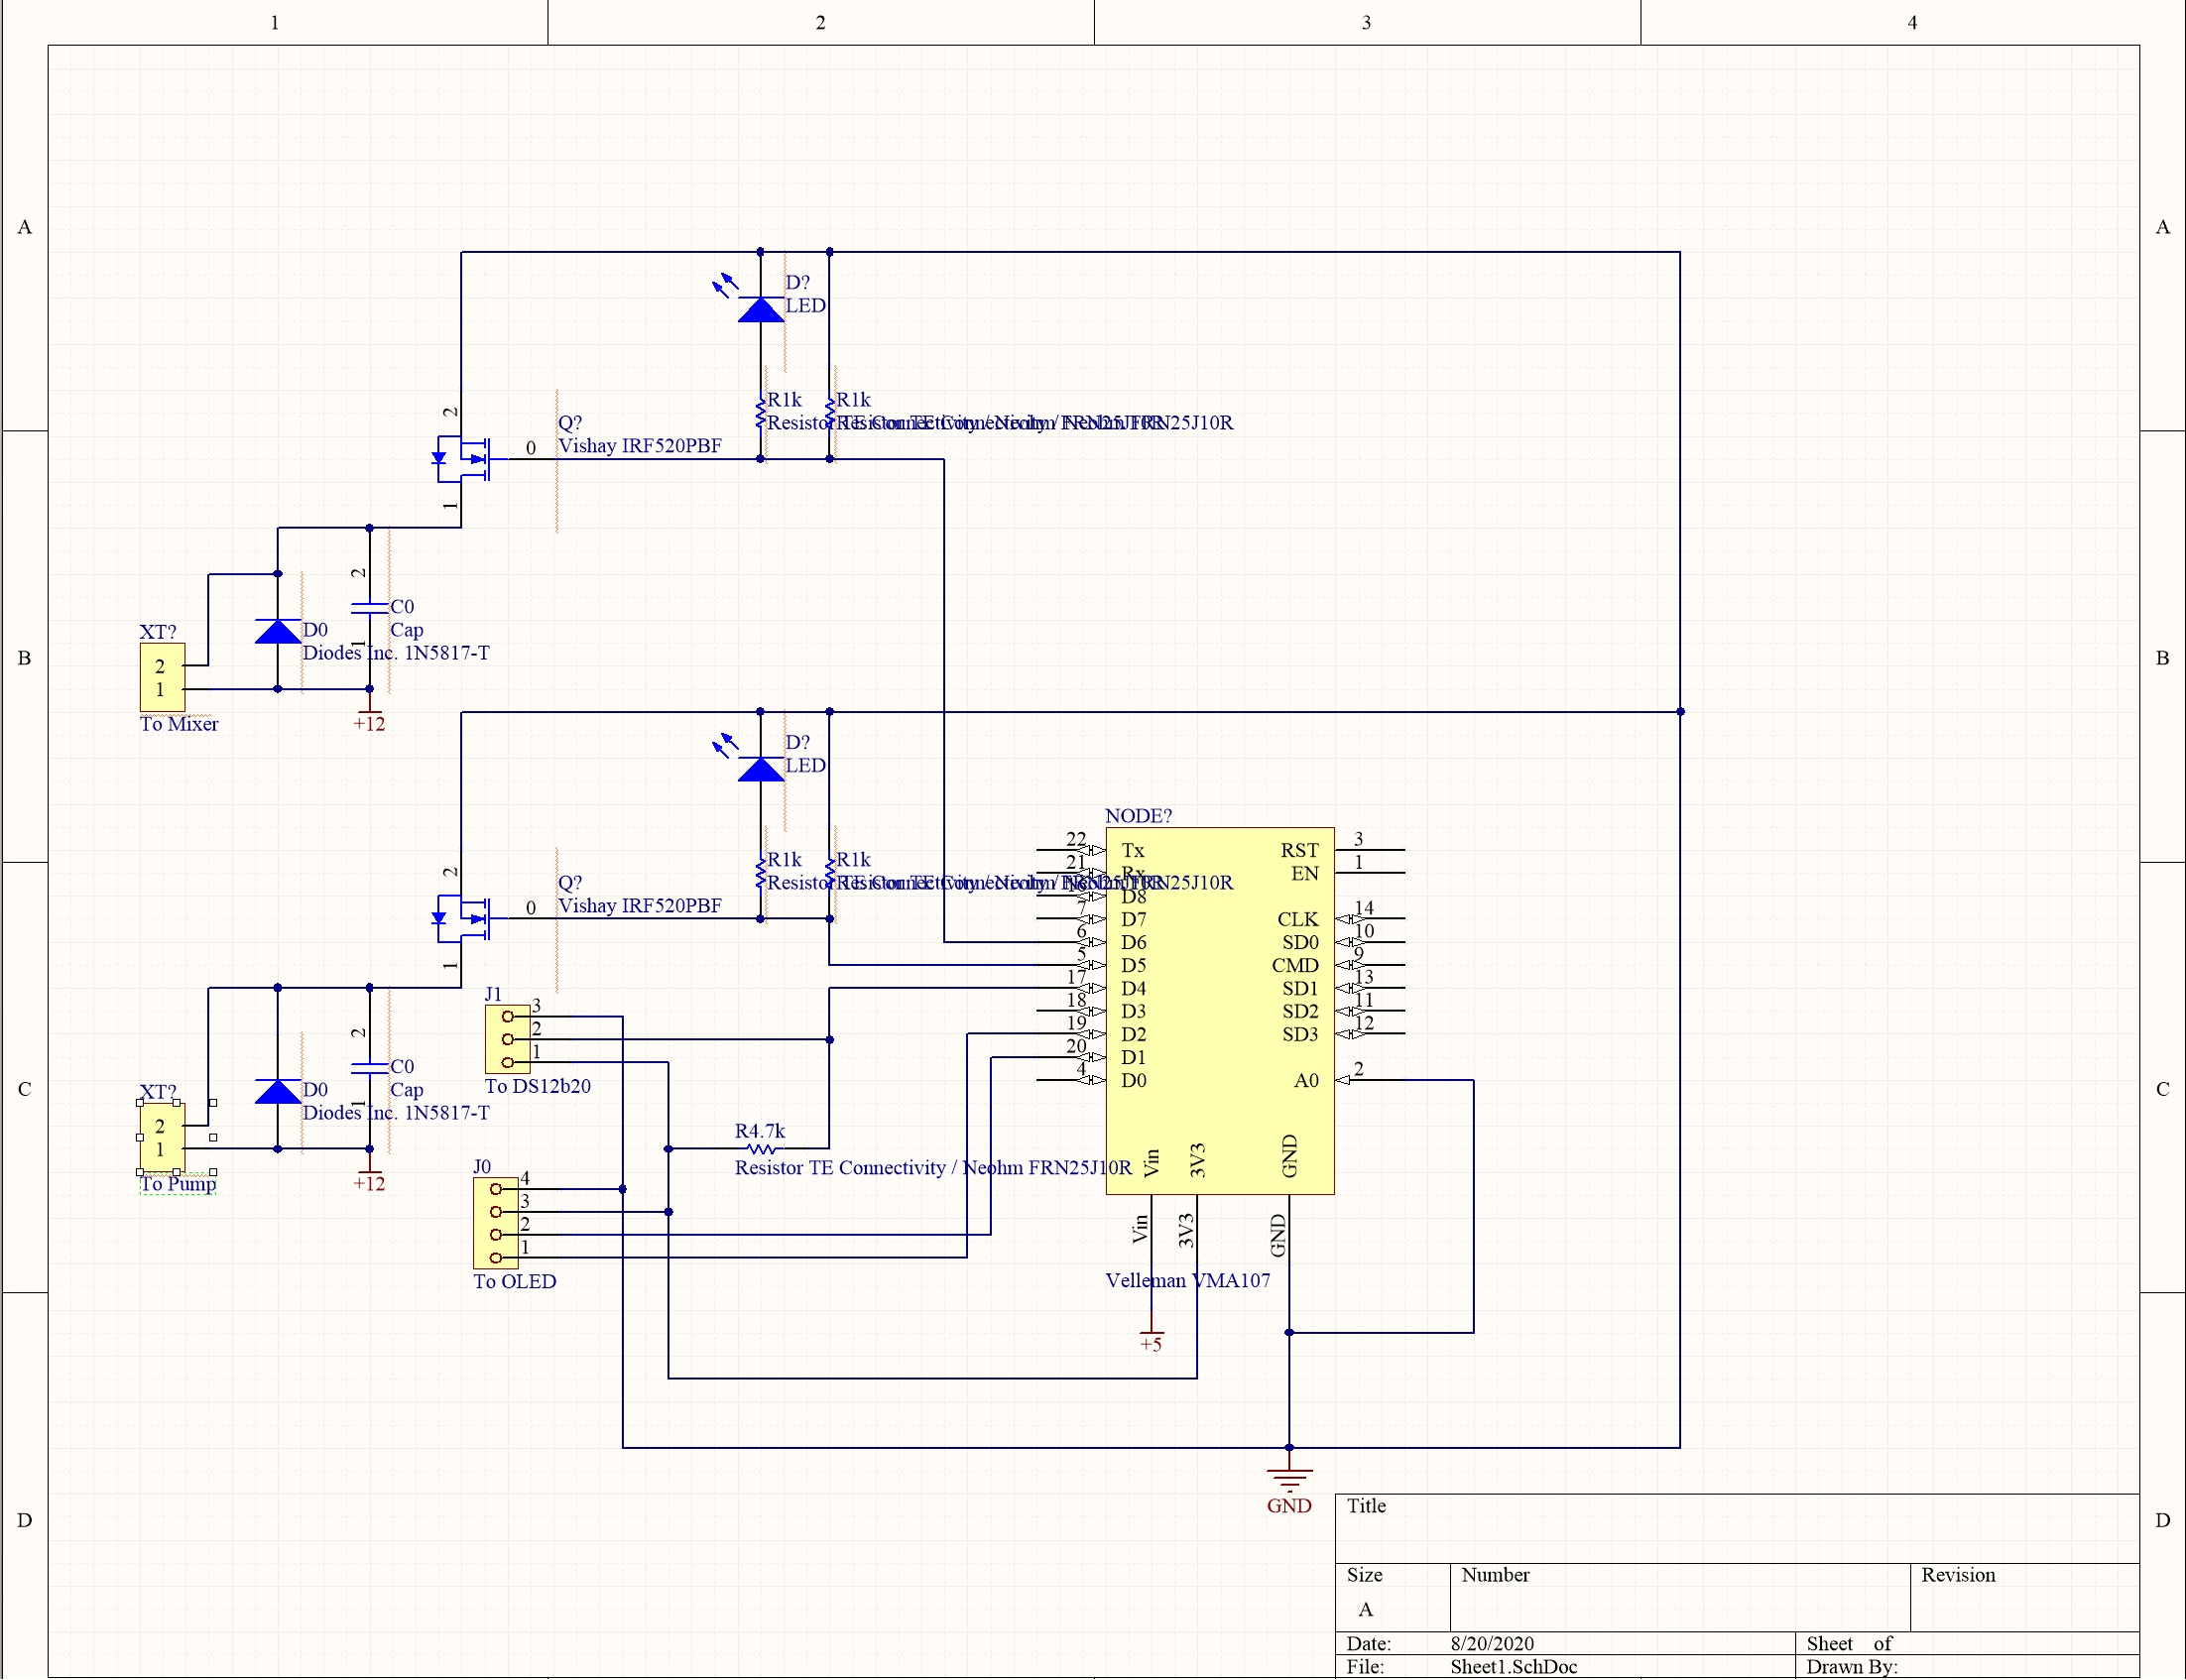 1 2 3 4
A A
D?
LED
R1k R1k
2 Q?
Resistor TE Connectivity / Neohm FRN25J10R
Resistor TE Connectivity / Neohm FRN25J10R
0 Vishay IRF520PBF
1
2
C0
XT? D0 Cap
1
B B
Diodes Inc. 1N5817-T
2
1
To Mixer +12
D?
LED
NODE?
22 Tx RST 3
21 Rx EN 1
R1k R1k
2 Q?
Resistor TE Connectivity / Neohm FRN25J10R
Resistor TE Connectivity / Neohm FRN25J10R
16 D8
0 Vishay IRF520PBF
7 D7 CLK 14
6 D6 SD0 10
5 D5 CMD 9
1
17 D4 SD1 13
18 D3 SD2 11
19 D2 SD3 12
20 D1
4 D0 A0 2
J1
3
2
1
To DS12b20
2
C0
XT? D0 Cap
1
C C
Diodes Inc. 1N5817-T
2
1
To Pump +12
R4.7k
Resistor TE Connectivity / Neohm FRN25J10R
J0
4
3
2
1
To OLED
Vin 3V3 GND
Vin 3V3 GND
Velleman VMA107
+5
GND
D D
Title
Size Number Revision
A
Date: 8/20/2020 Sheet of
File: Sheet1.SchDoc Drawn By: